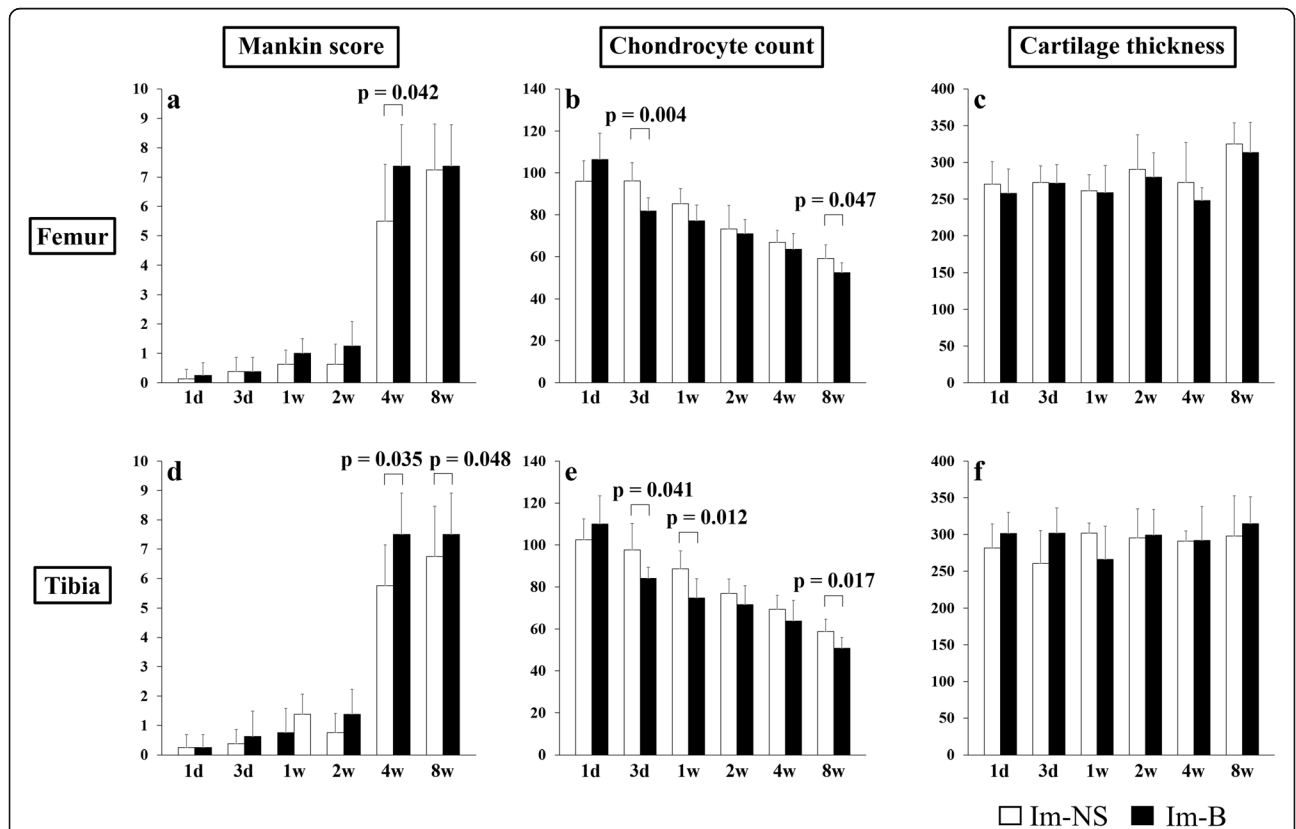 Mankin score
Chondrocyte count
Cartilage thickness
Femur
a
10
9
8
7
6
5
4
3
2
1
0
p = 0.042
1d 3d 1w 2w 4w 8w
b
140
120
100
80
60
40
20
0
p = 0.004
p = 0.047
1d 3d 1w 2w 4w 8w
c
400
350
300
250
200
150
100
50
0
1d 3d 1w 2w 4w 8w
Tibia
d
10
9
8
7
6
5
4
3
2
1
0
p = 0.035 p = 0.048
1d 3d 1w 2w 4w 8w
e
140
120
100
80
60
40
20
0
p = 0.041
p = 0.012
p = 0.017
1d 3d 1w 2w 4w 8w
f
400
350
300
250
200
150
100
50
0
1d 3d 1w 2w 4w 8w
Im-NS Im-B